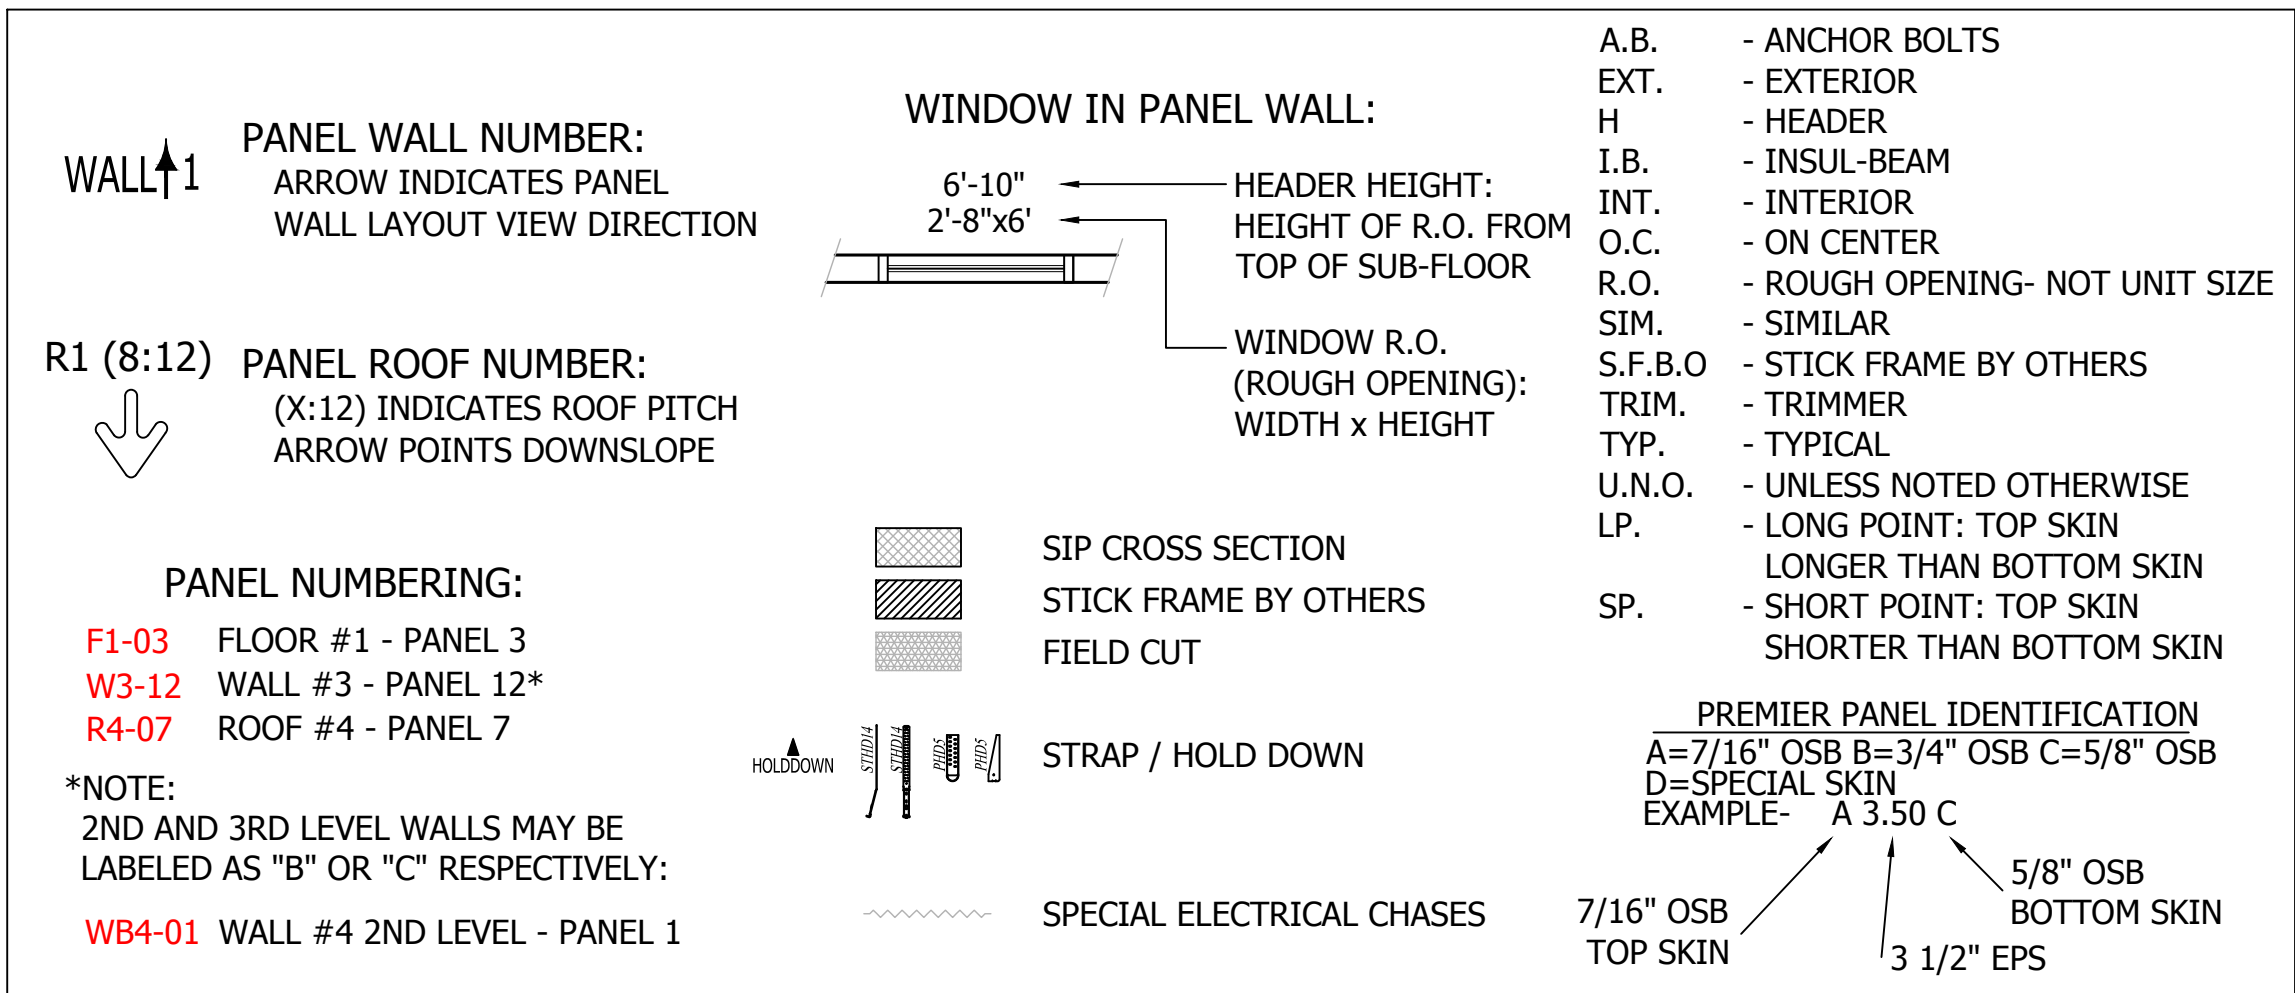 WALL 1
PANEL WALL NUMBER:
ARROW INDICATES PANEL
WALL LAYOUT VIEW DIRECTION
R1 (8:12)
PANEL ROOF NUMBER:
(X:12) INDICATES ROOF PITCH
ARROW POINTS DOWNSLOPE
PANEL NUMBERING:
F1-03 FLOOR #1 - PANEL 3
W3-12 WALL #3 - PANEL 12*
R4-07 ROOF #4 - PANEL 7
*NOTE:
2ND AND 3RD LEVEL WALLS MAY BE
LABELED AS "B" OR "C" RESPECTIVELY:
WB4-01 WALL #4 2ND LEVEL - PANEL 1
WINDOW IN PANEL WALL:
6'-10"
2'-8"x6'
HEADER HEIGHT:
HEIGHT OF R.O. FROM
TOP OF SUB-FLOOR
WINDOW R.O.
(ROUGH OPENING):
WIDTH x HEIGHT
SIP CROSS SECTION
STICK FRAME BY OTHERS
FIELD CUT
HOLDDOWN
STHD14
STHD14
PHD5
PHD5
STRAP / HOLD DOWN
SPECIAL ELECTRICAL CHASES
A.B. - ANCHOR BOLTS
EXT. - EXTERIOR
H - HEADER
I.B. - INSUL-BEAM
INT. - INTERIOR
O.C. - ON CENTER
R.O. - ROUGH OPENING- NOT UNIT SIZE
SIM. - SIMILAR
S.F.B.O - STICK FRAME BY OTHERS
TRIM. - TRIMMER
TYP. - TYPICAL
U.N.O. - UNLESS NOTED OTHERWISE
LP. - LONG POINT: TOP SKIN
LONGER THAN BOTTOM SKIN
SP. - SHORT POINT: TOP SKIN
SHORTER THAN BOTTOM SKIN
PREMIER PANEL IDENTIFICATION
A=7/16" OSB B=3/4" OSB C=5/8" OSB
D=SPECIAL SKIN
EXAMPLE- A 3.50 C
7/16" OSB
TOP SKIN
3 1/2" EPS
5/8" OSB
BOTTOM SKIN